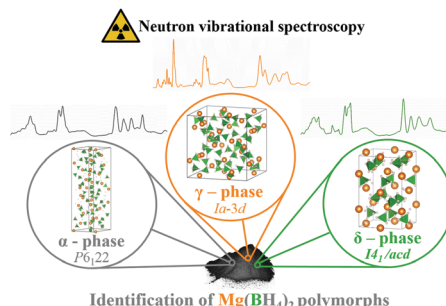 Neutron vibrational spectroscopy
γ – phase
Ia-3d
α - phase
P6₁22
δ – phase
I4₁/acd
Identification of Mg(BH₄)₂ polymorphs